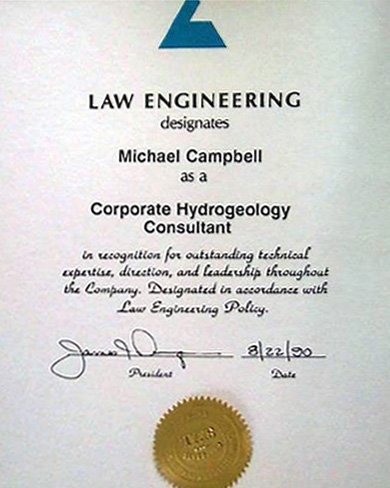 LAW ENGINEERING
designates
Michael Campbell
as a
Corporate Hydrogeology
Consultant
in recognition for outstanding technical
expertise, direction, and leadership throughout
the Company. Designated in accordance with
Law Engineering Policy.
8/22/90
President Date